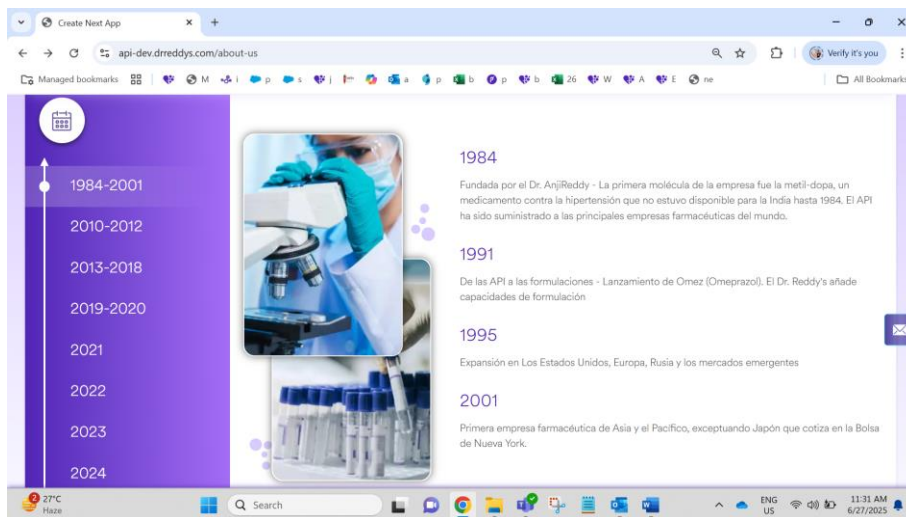 Create Next App
api-dev.drreddys.com/about-us
Verify it's you
Managed bookmarks
M
i
p
s
j
a
p
b
p
b
26
W
A
E
ne
All Bookmarks
1984-2001
2010-2012
2013-2018
2019-2020
2021
2022
2023
2024
1984
Fundada por el Dr. AnjiReddy - La primera molécula de la empresa fue la metil-dopa, un
medicamento contra la hipertensión que no estuvo disponible para la India hasta 1984. El API
ha sido suministrado a las principales empresas farmacéuticas del mundo.
1991
De las API a las formulaciones - Lanzamiento de Omez (Omeprazol). El Dr. Reddy's añade
capacidades de formulación
1995
Expansión en Los Estados Unidos, Europa, Rusia y los mercados emergentes
2001
Primera empresa farmacéutica de Asia y el Pacífico, exceptuando Japón que cotiza en la Bolsa
de Nueva York.
2
27°C
Haze
Search
ENG
US
11:31 AM
6/27/2025